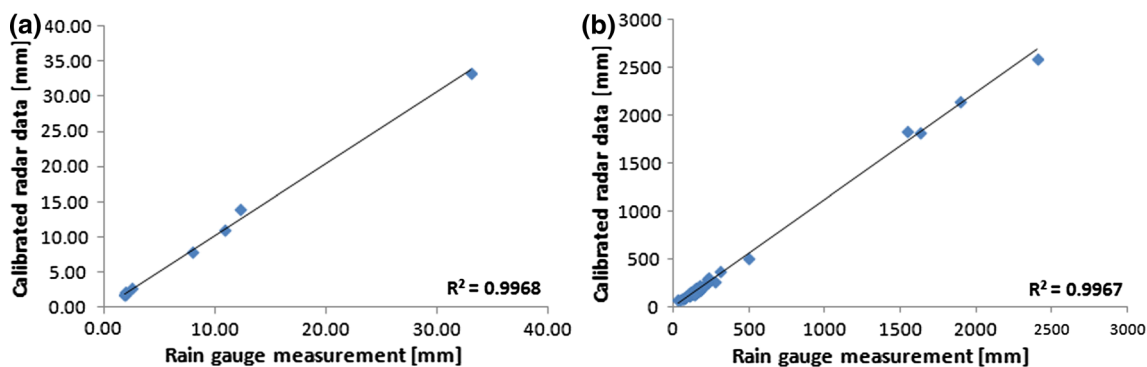 (a)
Calibrated radar data [mm]
40.00
35.00
30.00
25.00
20.00
15.00
10.00
5.00
0.00
0.00 10.00 20.00 30.00 40.00
Rain gauge measurement [mm]
R² = 0.9968
(b)
Calibrated radar data [mm]
3000
2500
2000
1500
1000
500
0
0 500 1000 1500 2000 2500 3000
Rain gauge measurement [mm]
R² = 0.9967